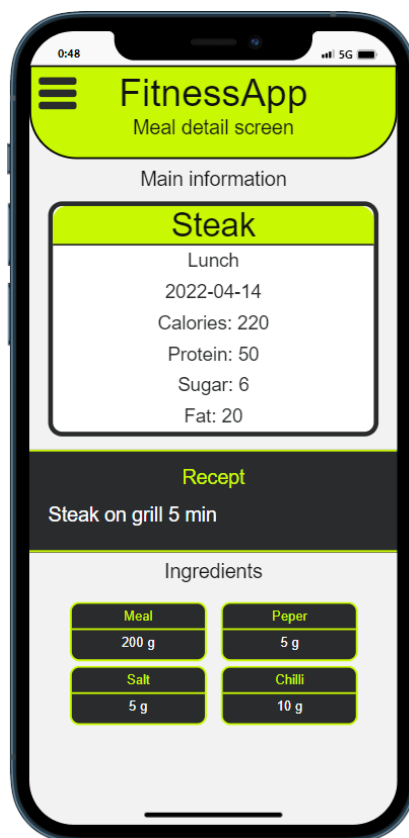 0:48
5G
FitnessApp
Meal detail screen
Main information
Steak
Lunch
2022-04-14
Calories: 220
Protein: 50
Sugar: 6
Fat: 20
Recept
Steak on grill 5 min
Ingredients
Meal
200 g
Peper
5 g
Salt
5 g
Chilli
10 g